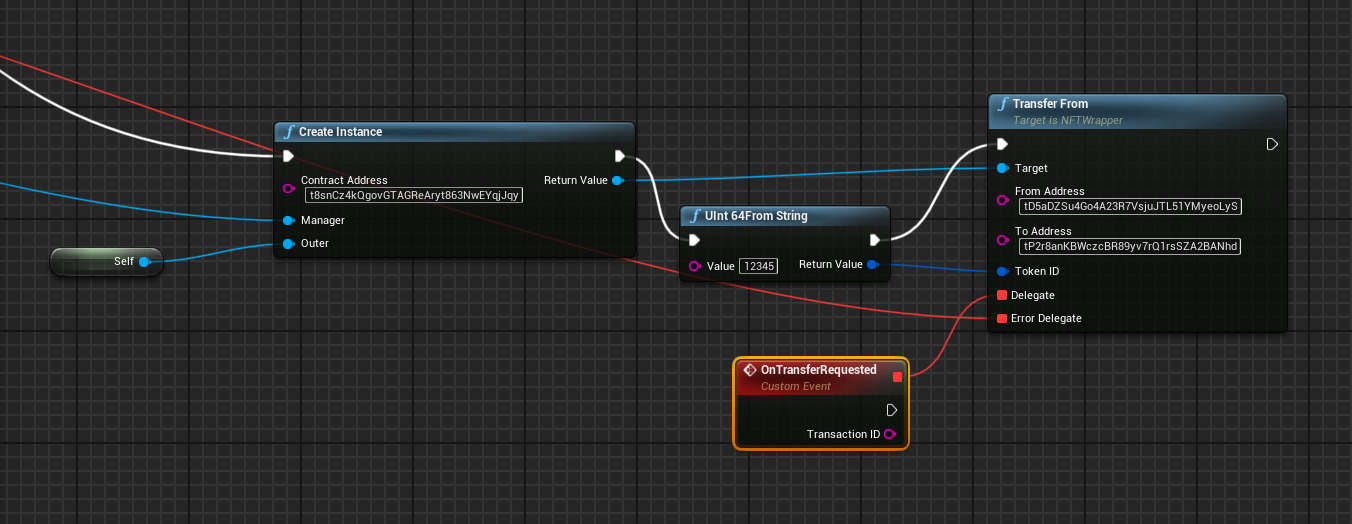 Create Instance
Contract Address
t8snCz4kQgovGTAGReAryt863NwEYqjJqy
Return Value
Manager
Outer
Self
UInt 64From String
Value 12345
Return Value
Transfer From
Target is NFTWrapper
Target
From Address
tD5aDZSu4Go4A23R7VsjuJTL51YMyeoLyS
To Address
tP2r8anKBWczcBR89yv7rQ1rsSZA2BANhd
Token ID
Delegate
Error Delegate
OnTransferRequested
Custom Event
Transaction ID